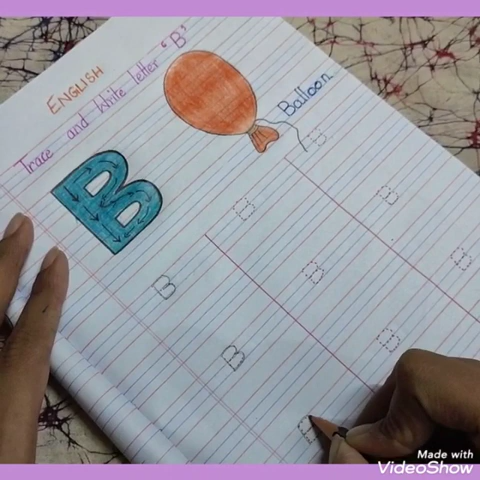 ENGLISH
Trace and Write letter 'B'
Balloon
B
B B B
B B B
B B B
Made with
VideoShow